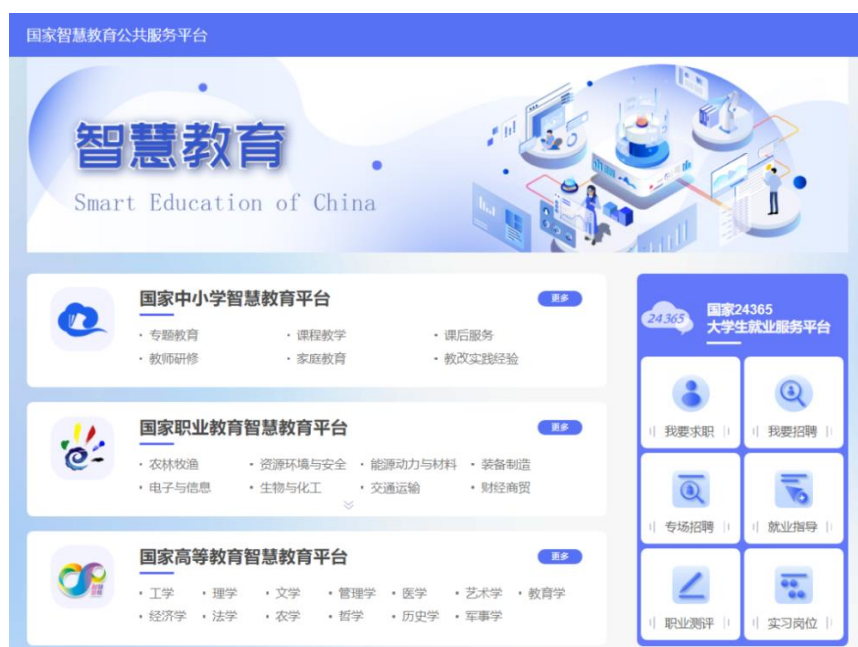 国家智慧教育公共服务平台
智慧教育
Smart Education of China
国家中小学智慧教育平台
更多
· 专题教育 · 课程教学 · 课后服务
· 教师研修 · 家庭教育 · 教改实践经验
国家职业教育智慧教育平台
更多
· 农林牧渔 · 资源环境与安全 · 能源动力与材料 · 装备制造
· 电子与信息 · 生物与化工 · 交通运输 · 财经商贸
国家高等教育智慧教育平台
更多
· 工学 · 理学 · 文学 · 管理学 · 医学 · 艺术学 · 教育学
· 经济学 · 法学 · 农学 · 哲学 · 历史学 · 军事学
24365
国家24365
大学生就业服务平台
我要求职
我要招聘
专场招聘
就业指导
职业测评
实习岗位